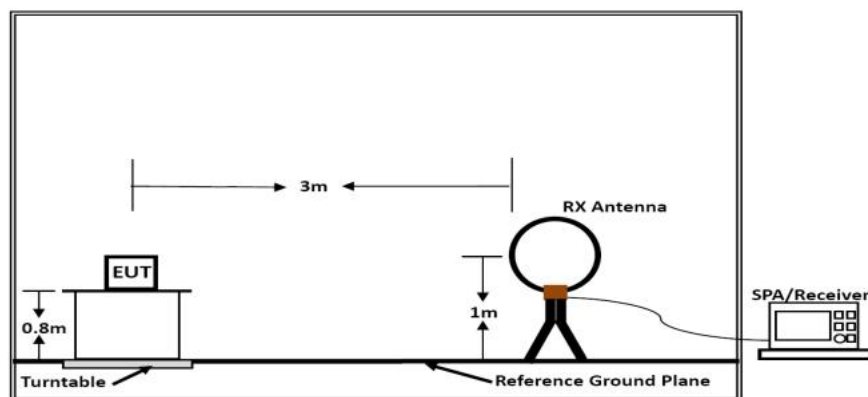 3m
RX Antenna
EUT
SPA/Receiver
0.8m
1m
Turntable
Reference Ground Plane